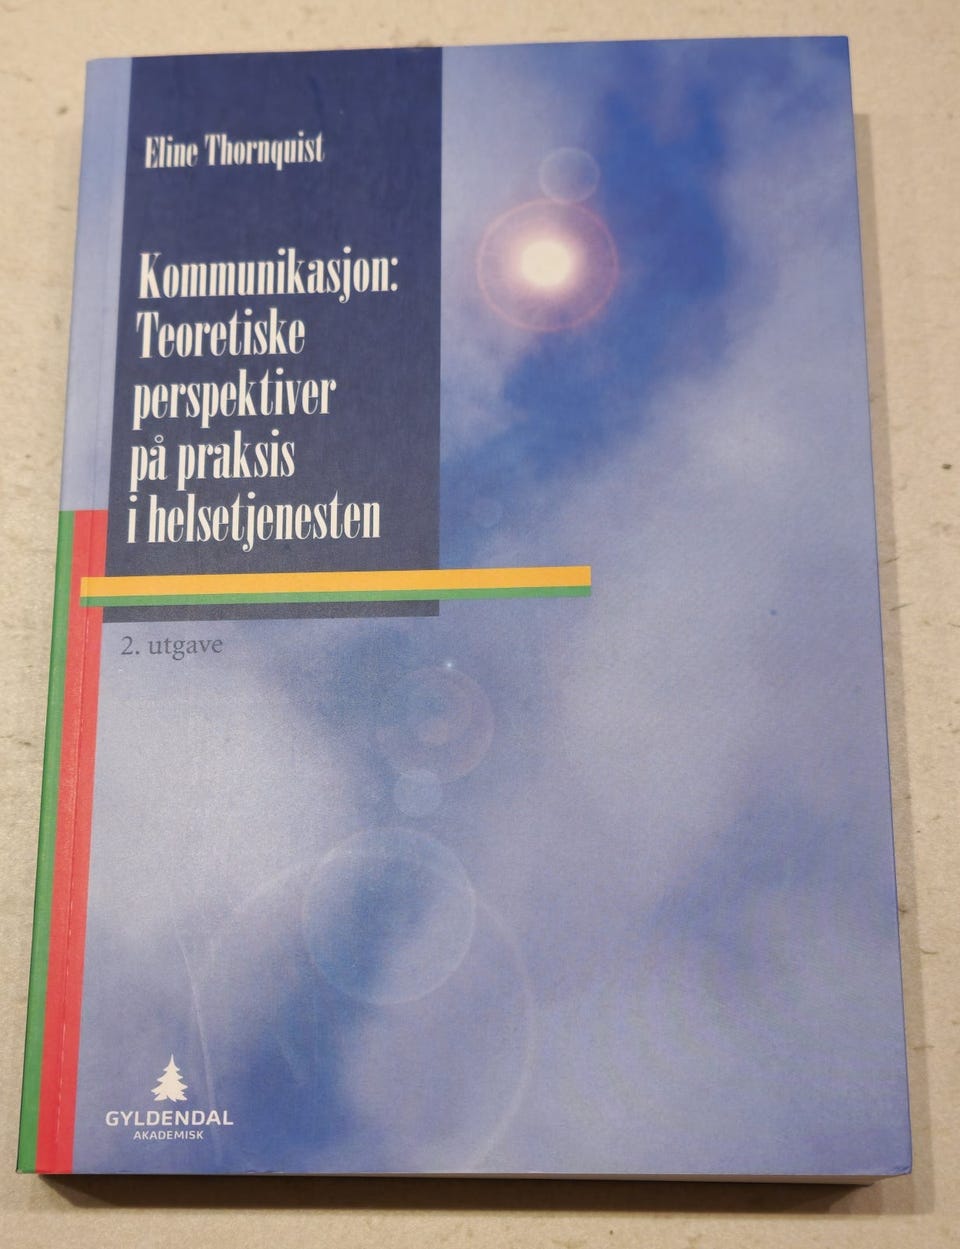 Eline Thornquist
Kommunikasjon:
Teoretiske
perspektiver
på praksis
i helsetjenesten
2. utgave
GYLDENDAL
AKADEMISK